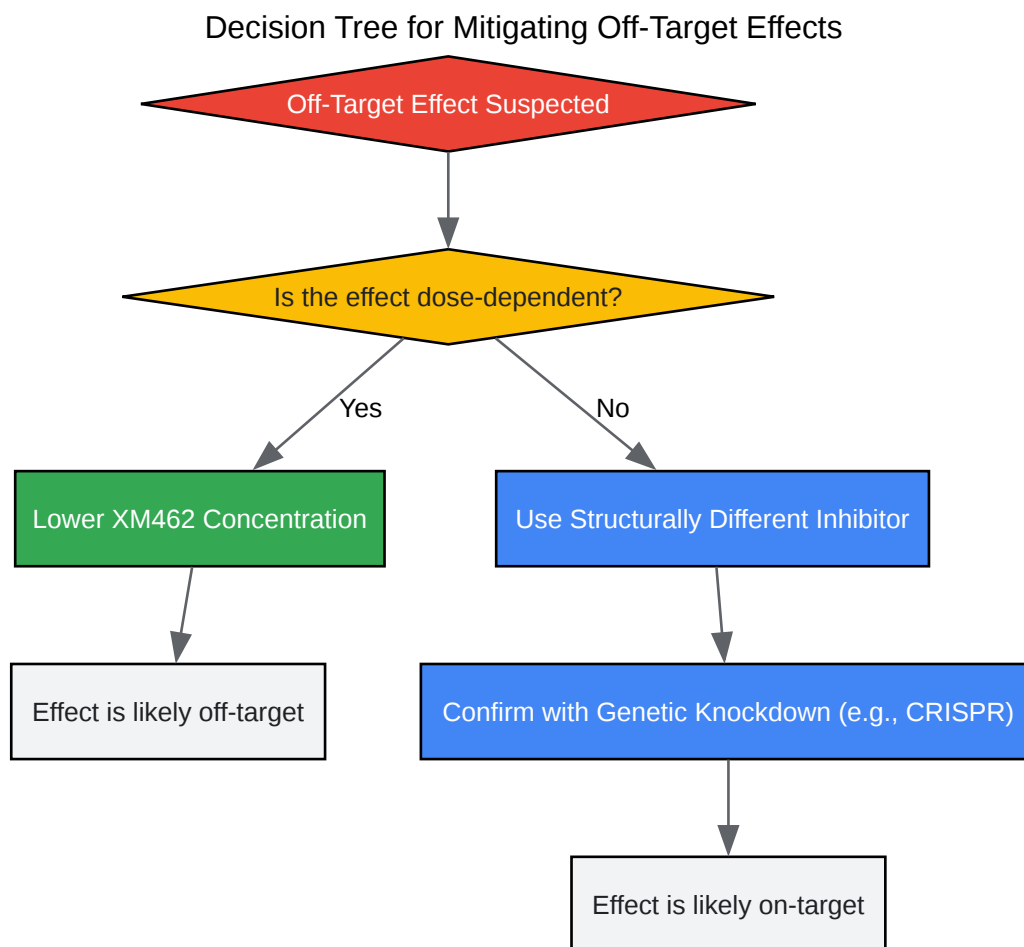 Decision Tree for Mitigating Off-Target Effects
Off-Target Effect Suspected
Is the effect dose-dependent?
Yes
No
Lower XM462 Concentration
Use Structurally Different Inhibitor
Effect is likely off-target
Confirm with Genetic Knockdown (e.g., CRISPR)
Effect is likely on-target